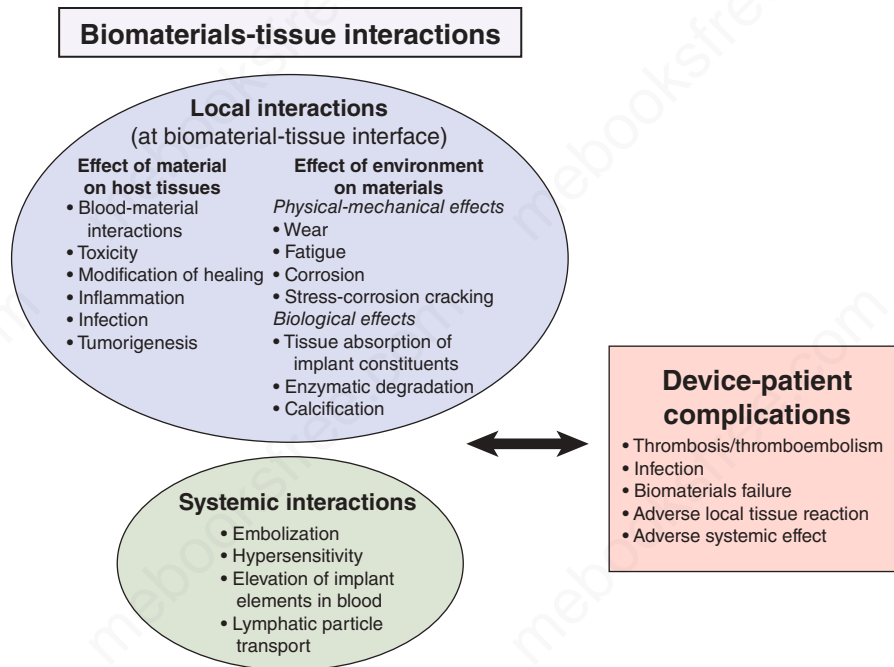 Biomaterials-tissue interactions
Local interactions
(at biomaterial-tissue interface)
Effect of material
on host tissues
• Blood-material
interactions
• Toxicity
• Modification of healing
• Inflammation
• Infection
• Tumorigenesis
Effect of environment
on materials
Physical-mechanical effects
• Wear
• Fatigue
• Corrosion
• Stress-corrosion cracking
Biological effects
• Tissue absorption of
implant constituents
• Enzymatic degradation
• Calcification
Systemic interactions
• Embolization
• Hypersensitivity
• Elevation of implant
elements in blood
• Lymphatic particle
transport
Device-patient
complications
• Thrombosis/thromboembolism
• Infection
• Biomaterials failure
• Adverse local tissue reaction
• Adverse systemic effect